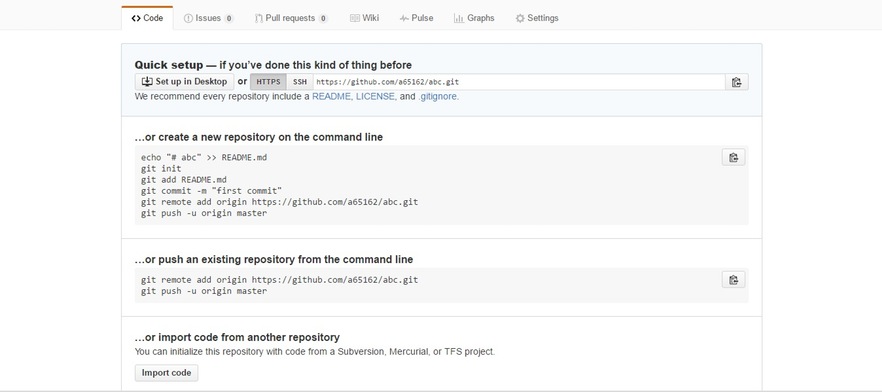 Code Issues 0 Pull requests 0 Wiki Pulse Graphs Settings
Quick setup — if you've done this kind of thing before
Set up in Desktop or HTTPS SSH https://github.com/a65162/abc.git
We recommend every repository include a README, LICENSE, and .gitignore.
...or create a new repository on the command line
echo "# abc" >> README.md
git init
git add README.md
git commit -m "first commit"
git remote add origin https://github.com/a65162/abc.git
git push -u origin master
...or push an existing repository from the command line
git remote add origin https://github.com/a65162/abc.git
git push -u origin master
...or import code from another repository
You can initialize this repository with code from a Subversion, Mercurial, or TFS project.
Import code